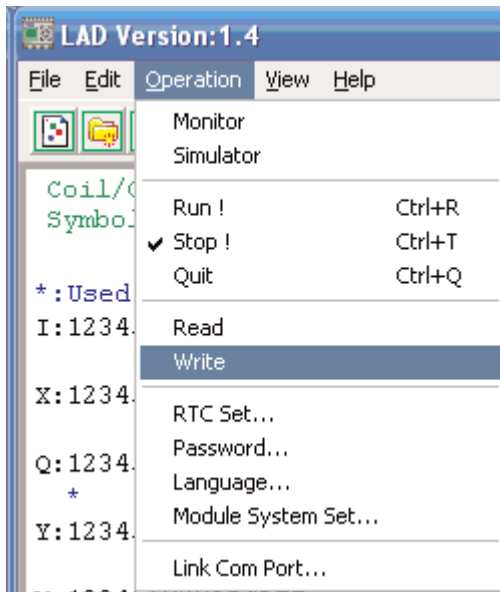 LAD Version:1.4
File Edit Operation View Help
Monitor
Simulator
Coil/
Symbol
Run ! Ctrl+R
Stop ! Ctrl+T
Quit Ctrl+Q
*:Used
I:1234.
Read
Write
X:1234.
RTC Set...
Password...
Q:1234.
Language...
*
Module System Set...
Y:1234.
Link Com Port...